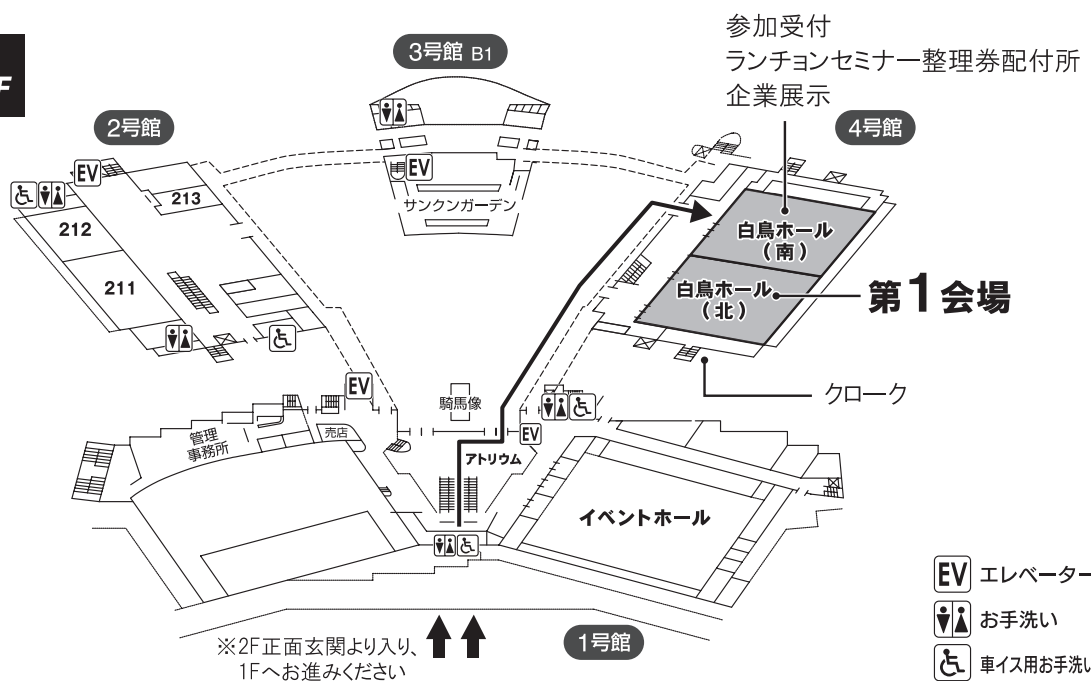 F
参加受付
ランチョンセミナー整理券配付所
企業展示
3号館 B1
2号館
4号館
EV
EV
213
サンクンガーデン
212
211
白鳥ホール
(南)
白鳥ホール
(北)
第1会場
クローク
EV
騎馬像
管理
事務所
売店
EV
アトリウム
イベントホール
1号館
※2F正面玄関より入り、
1Fへお進みください
EV エレベーター
お手洗い
車イス用お手洗い